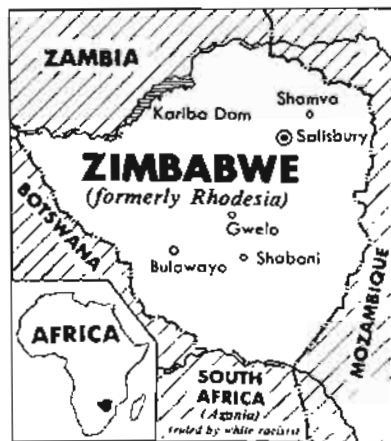 ZAMBIA
Kariba Dam
Shamva
Salisbury
ZIMBABWE
(formerly Rhodesia)
BOTSWANA
Gwelo
Bulawayo
Shabani
MOZAMBIQUE
AFRICA
SOUTH
AFRICA
(Azania)
(ruled by white racists)